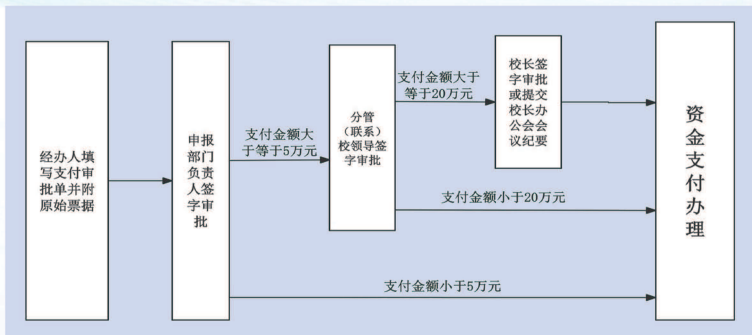 经办人填
写支付审
批单并附
原始票据
申报
部门
负责
人签
字审
批
支付金额大
于等于5万元
分管
（联系）
校领导签
字审批
支付金额大于
等于20万元
校长签
字审批
或提交
校长办
公会会
议纪要
支付金额小于20万元
支付金额小于5万元
资
金
支
付
办
理